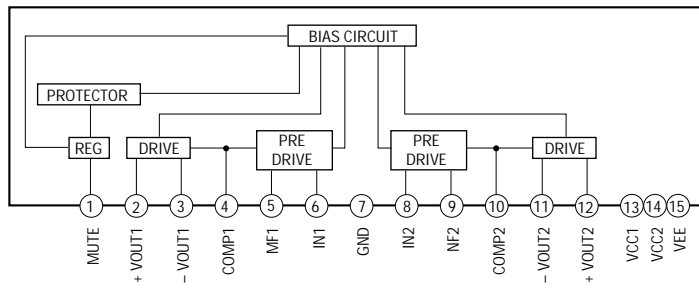 BIAS CIRCUIT
PROTECTOR
REG
DRIVE
PRE
DRIVE
PRE
DRIVE
DRIVE
1
2
3
4
5
6
7
8
9
10
11
12
13
14
15
MUTE
+ VOUT1
− VOUT1
COMP1
MF1
IN1
GND
IN2
NF2
COMP2
− VOUT2
+ VOUT2
VCC1
VCC2
VEE